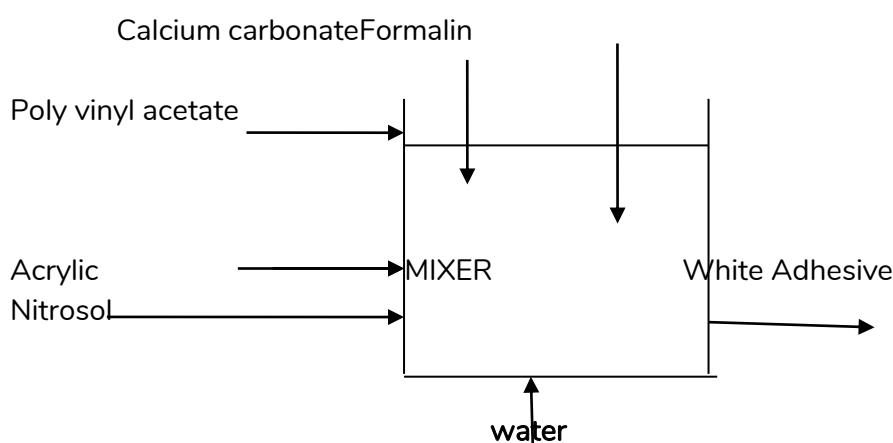 Calcium carbonateFormalin
Poly vinyl acetate
Acrylic
MIXER
White Adhesive
Nitrosol
water